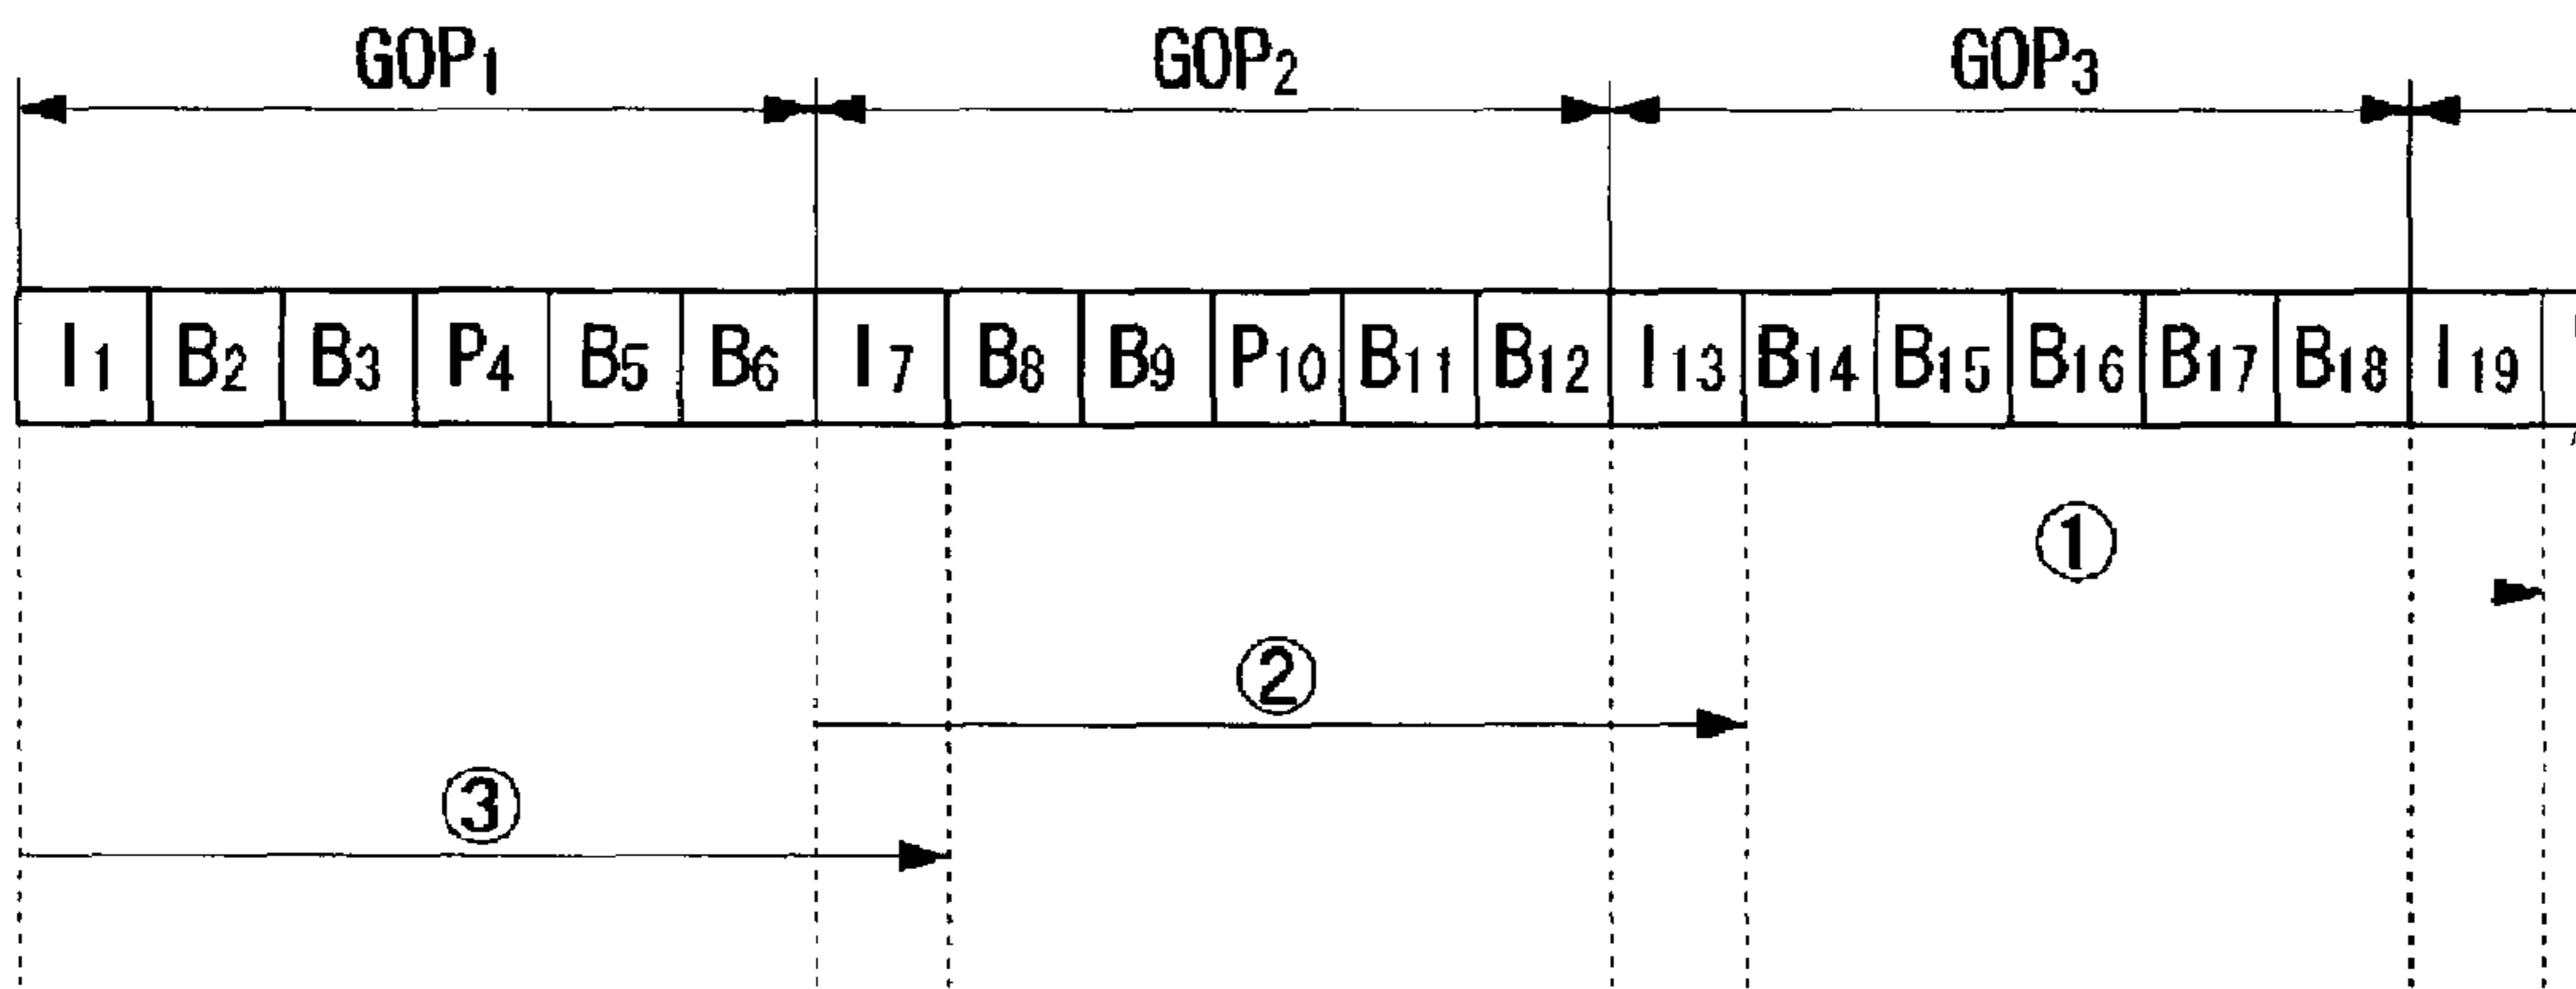 GOP₁ GOP₂ GOP₃
I₁ B₂ B₃ P₄ B₅ B₆ I₇ B₈ B₉ P₁₀ B₁₁ B₁₂ I₁₃ B₁₄ B₁₅ B₁₆ B₁₇ B₁₈ I₁₉
①
②
③